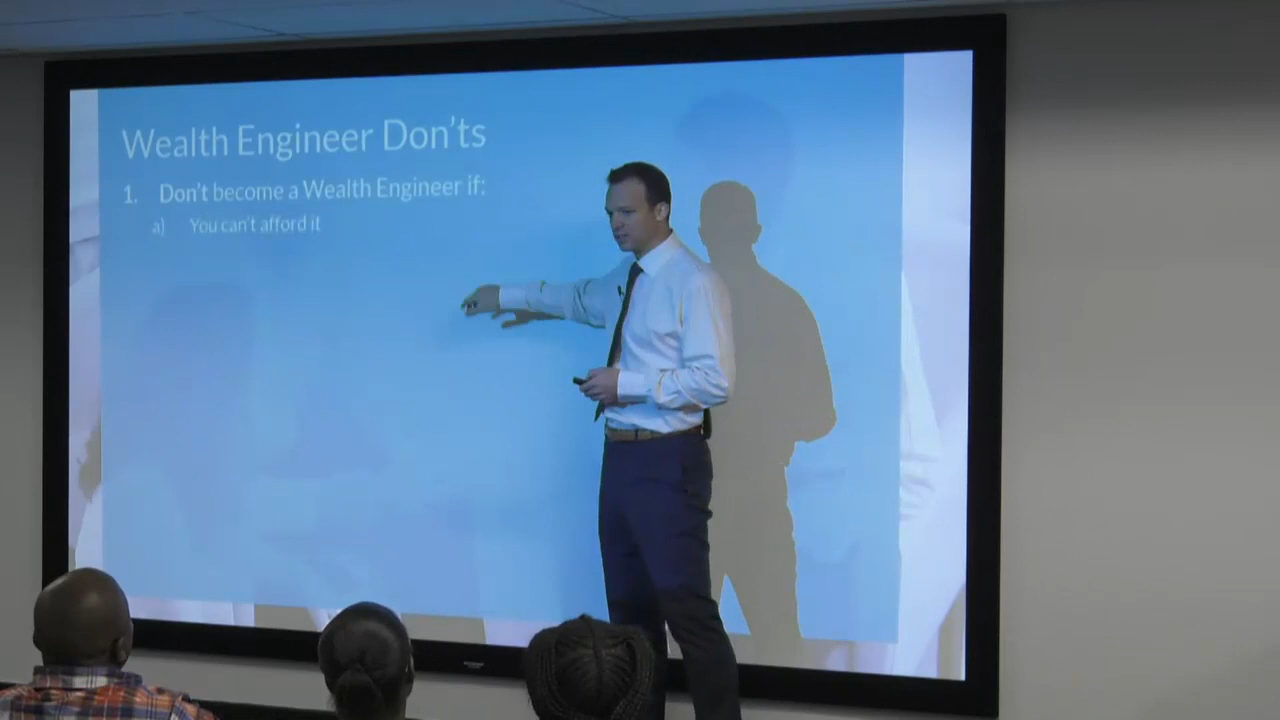 Wealth Engineer Don'ts
1. Don't become a Wealth Engineer if:
a) You can't afford it